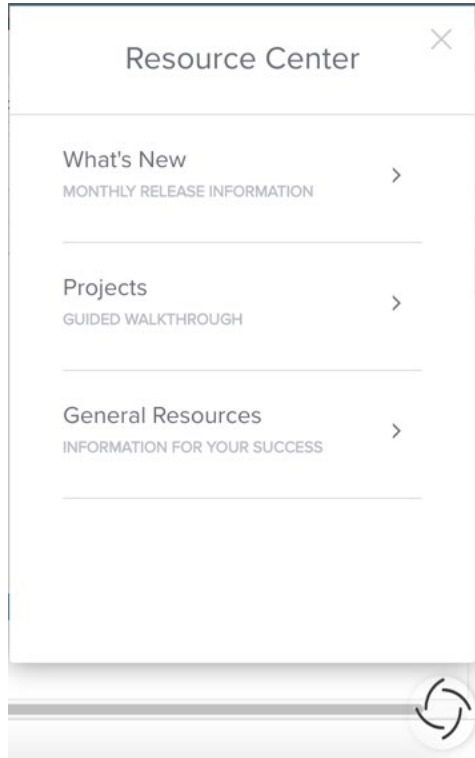 Resource Center
What's New
MONTHLY RELEASE INFORMATION
Projects
GUIDED WALKTHROUGH
General Resources
INFORMATION FOR YOUR SUCCESS